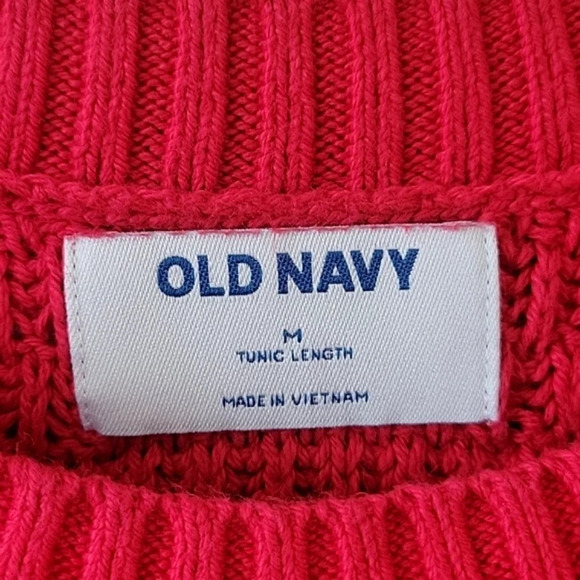 OLD NAVY
M
TUNIC LENGTH
MADE IN VIETNAM